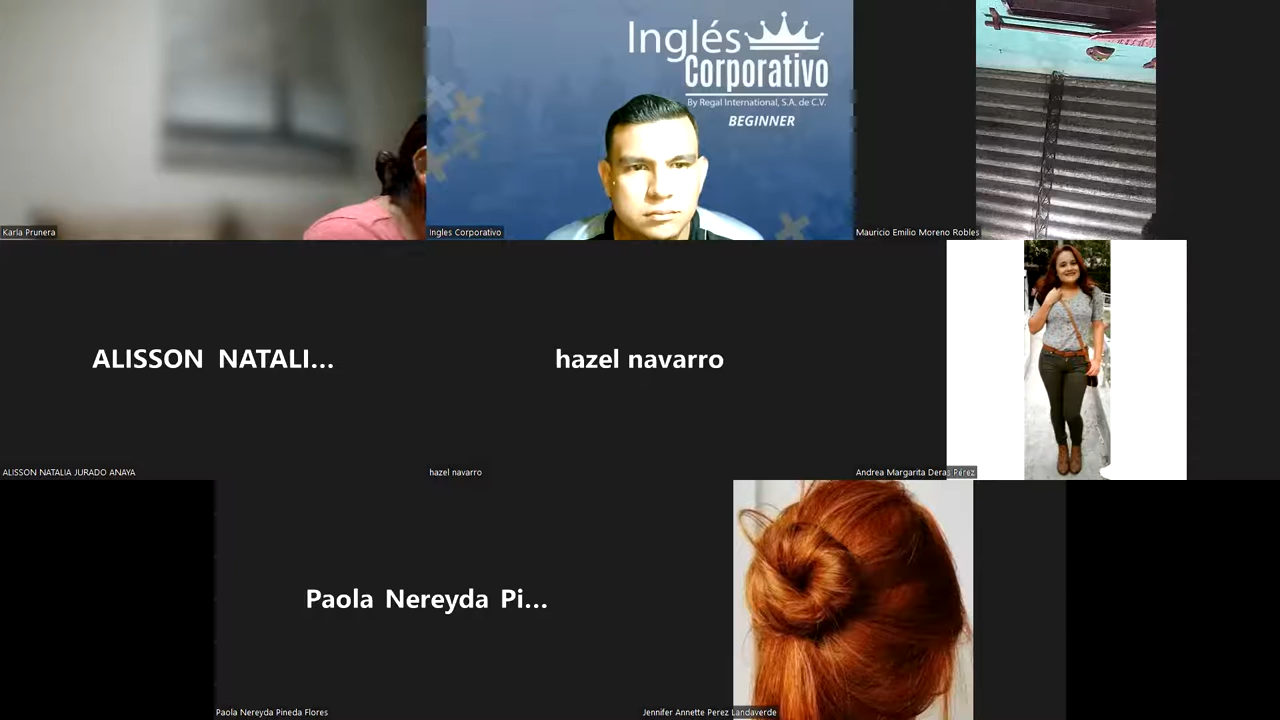 Inglés
Corporativo
By Regal International, S.A. de C.V.
BEGINNER
Karla Prunera
Ingles Corporativo
Mauricio Emilio Moreno Robles
ALISSON NATALI...
hazel navarro
ALISSON NATALIA JURADO ANAYA
hazel navarro
Andrea Margarita Deras Pérez
Paola Nereyda Pi...
Paola Nereyda Pineda Flores
Jennifer Annette Perez Landaverde